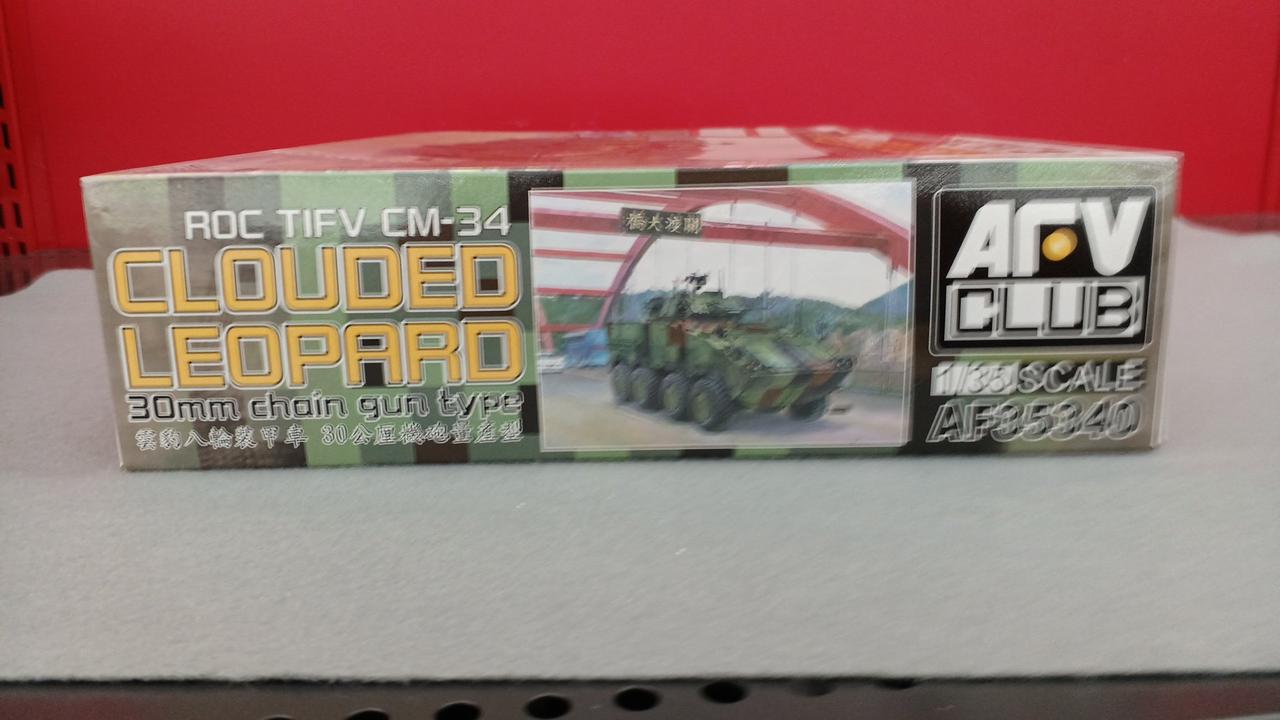 ROC TIFV CM-34
CLOUDED
LEOPARD
30mm chain gun type
雲豹八輪裝甲車 30公厘機砲量產型
橋大渡關
AFV
CLUB
1/35 SCALE
AF35340